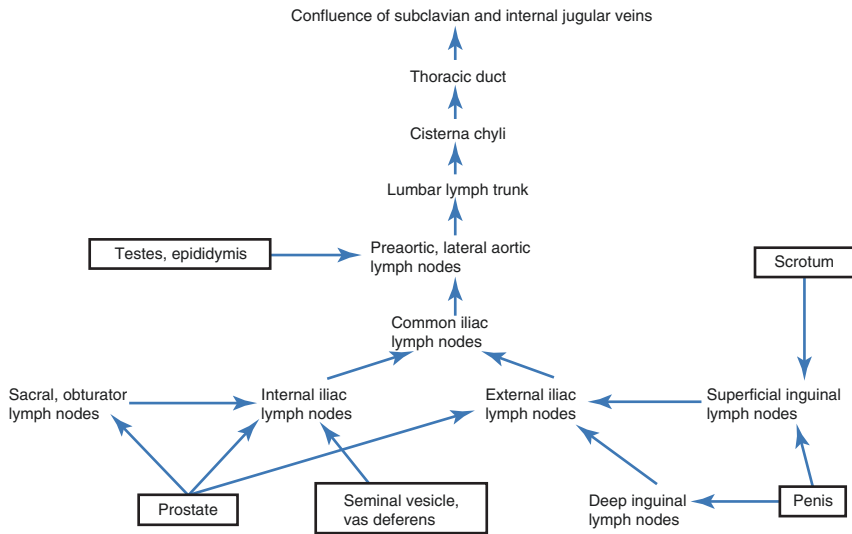 Confluence of subclavian and internal jugular veins
Thoracic duct
Cisterna chyli
Lumbar lymph trunk
Testes, epididymis
Preaortic, lateral aortic
lymph nodes
Scrotum
Common iliac
lymph nodes
Sacral, obturator
lymph nodes
Internal iliac
lymph nodes
External iliac
lymph nodes
Superficial inguinal
lymph nodes
Prostate
Seminal vesicle,
vas deferens
Deep inguinal
lymph nodes
Penis